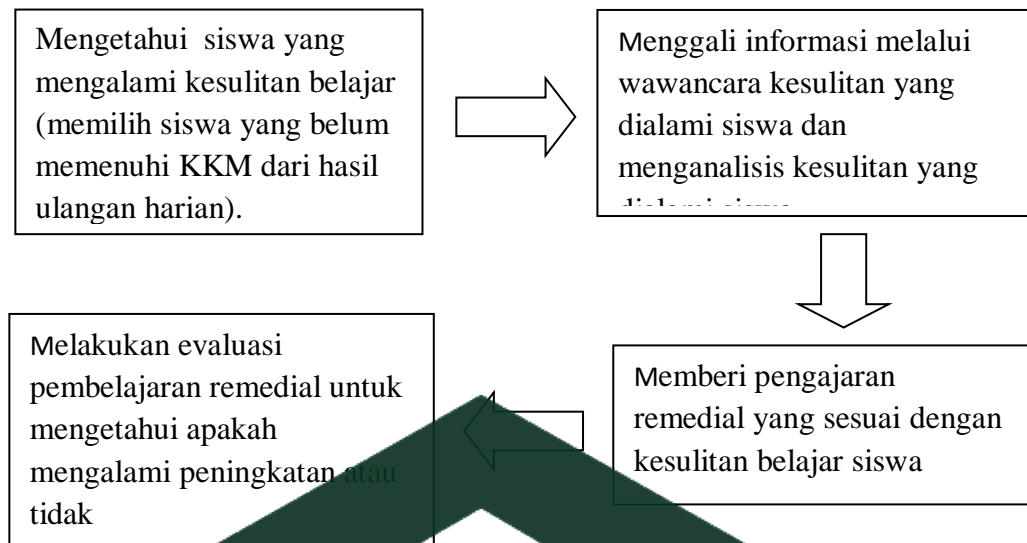 Mengetahui siswa yang
mengalami kesulitan belajar
(memilih siswa yang belum
memenuhi KKM dari hasil
ulangan harian).
Menggali informasi melalui
wawancara kesulitan yang
dialami siswa dan
menganalisis kesulitan yang
Memberi pengajaran
remedial yang sesuai dengan
kesulitan belajar siswa
Melakukan evaluasi
pembelajaran remedial untuk
mengetahui apakah
mengalami peningkatan atau
tidak